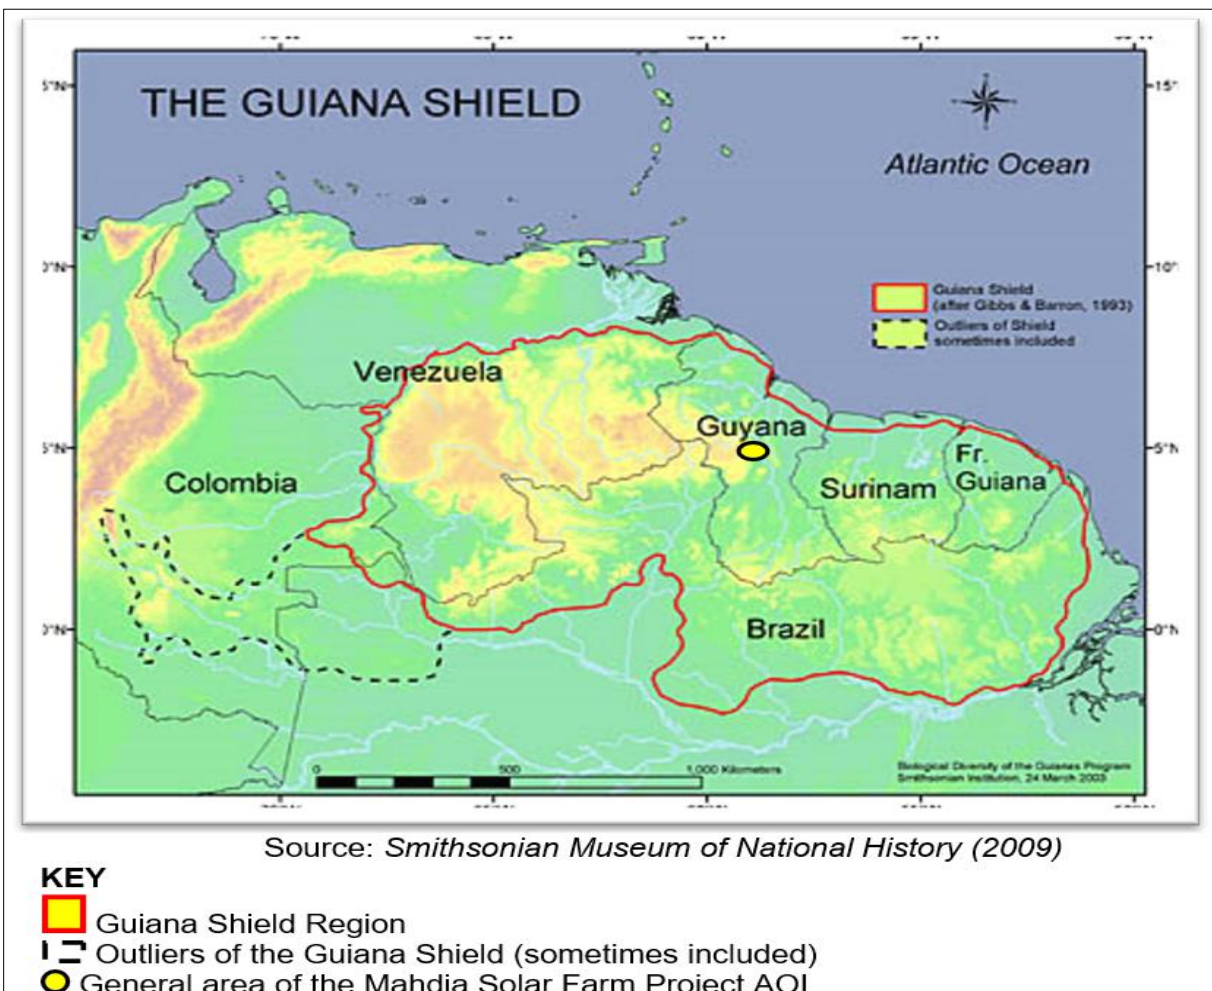 THE GUIANA SHIELD
Atlantic Ocean
5°N
15°
0°N
10°
Guiana Shield
(after Gibbs & Barron, 1993)
Outliers of Shield
sometimes included
Venezuela
Guyana
5°N
5°N
Colombia
Surinam
Fr.
Guiana
0°N
0°N
Brazil
0
500
1,000 Kilometers
Biological Diversity of the Guianas Program
Smithsonian Institution, 24 March 2003
Source: Smithsonian Museum of National History (2009)
KEY
Guiana Shield Region
Outliers of the Guiana Shield (sometimes included)
General area of the Mahdia Solar Farm Project AOI